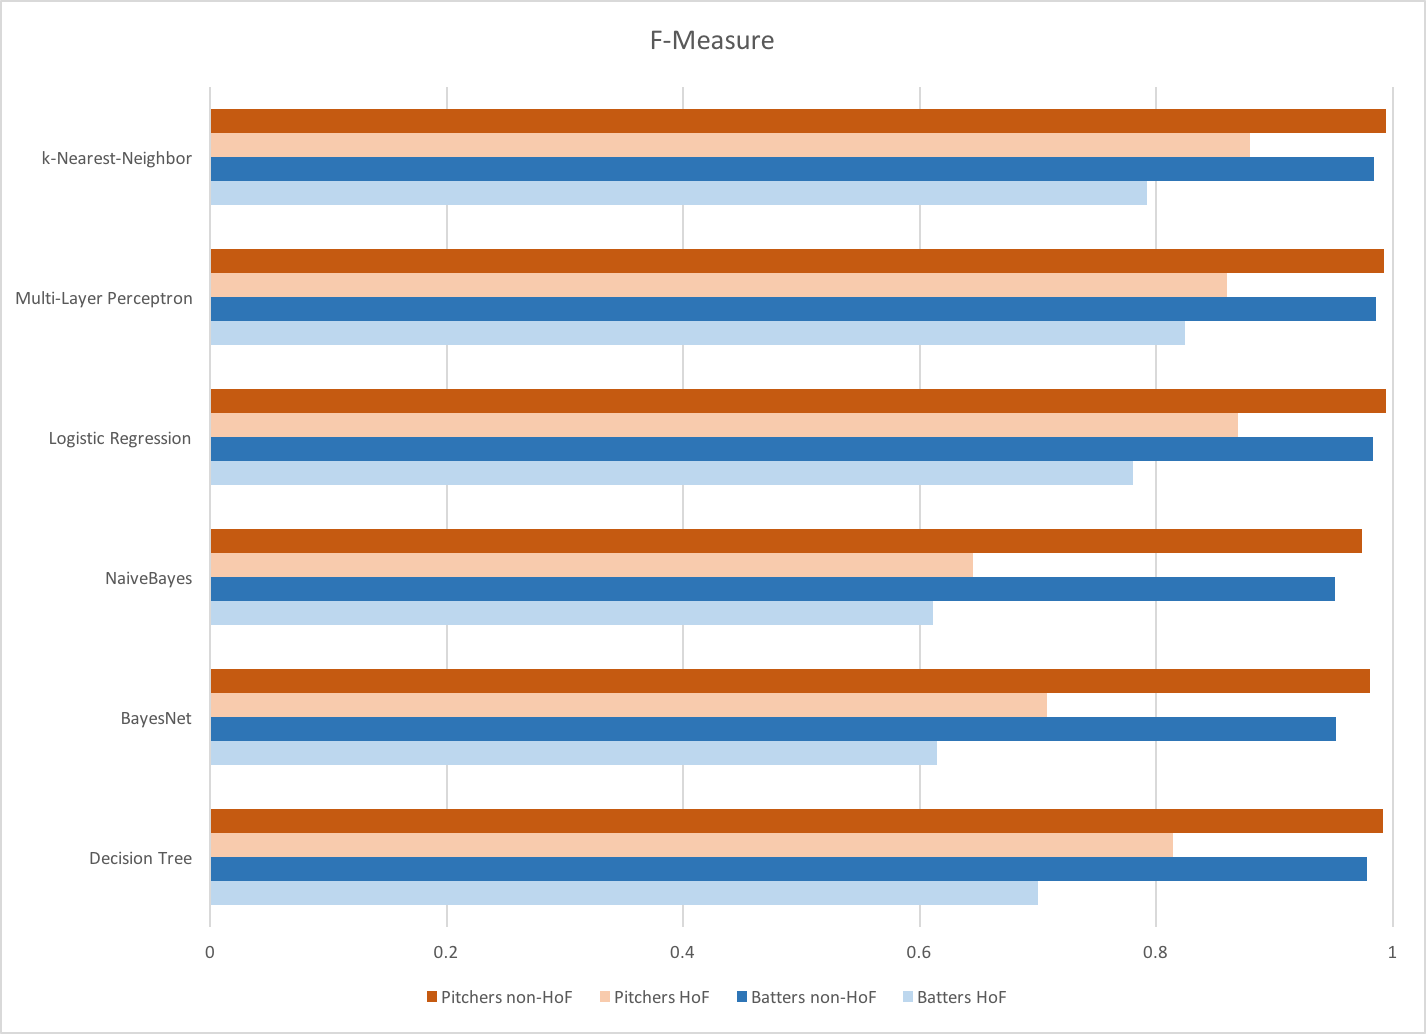 F-Measure
k-Nearest-Neighbor
Multi-Layer Perceptron
Logistic Regression
NaiveBayes
BayesNet
Decision Tree
0 0.2 0.4 0.6 0.8 1
Pitchers non-HoF Pitchers HoF Batters non-HoF Batters HoF